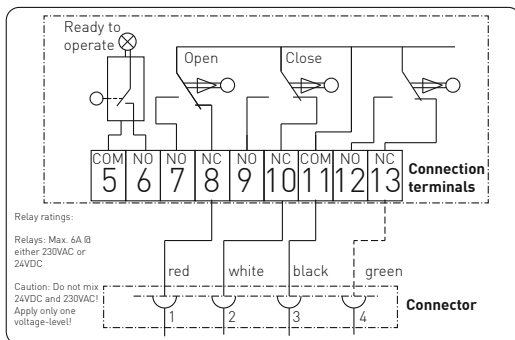 Ready to
operate
Open
Close
COM NO NO NC NO NC COM NO NC
5 6 7 8 9 10 11 12 13
Connection
terminals
Relay ratings:
Relays: Max. 6A @
either 230VAC or
24VDC
Caution: Do not mix
24VDC and 230VAC!
Apply only one
voltage-level!
red white black green
Connector
1 2 3 4